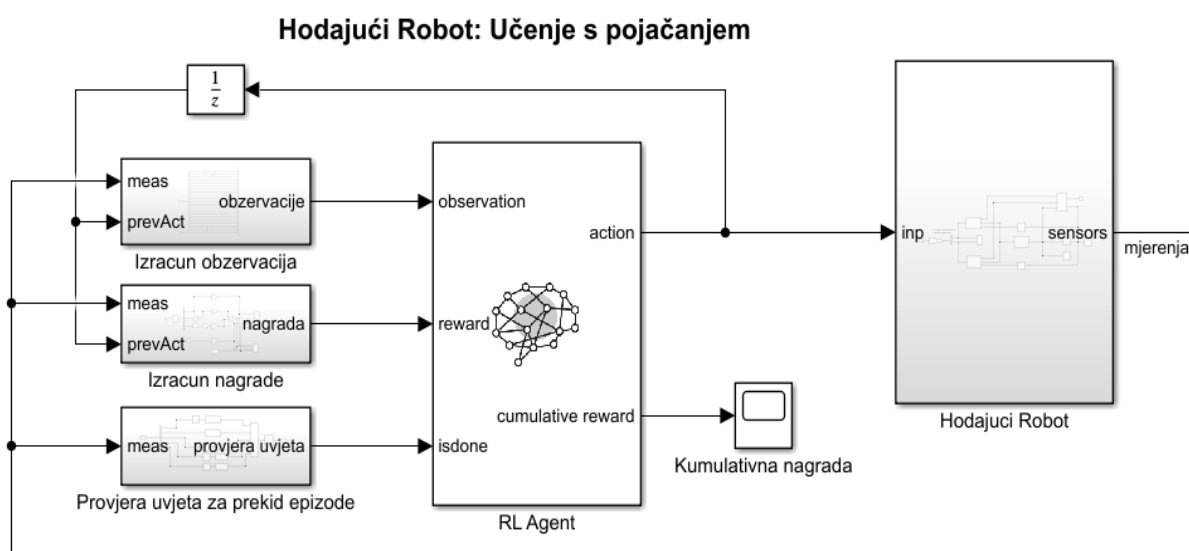 Hodajući Robot: Učenje s pojačanjem
1
z
meas
obzervacije
prevAct
Izracun obzervacija
meas
nagrada
prevAct
Izracun nagrade
meas
provjera uvjeta
Provjera uvjeta za prekid epizode
observation
action
reward
cumulative reward
isdone
RL Agent
Kumulativna nagrada
inp
sensors
Hodajuci Robot
mjerenja